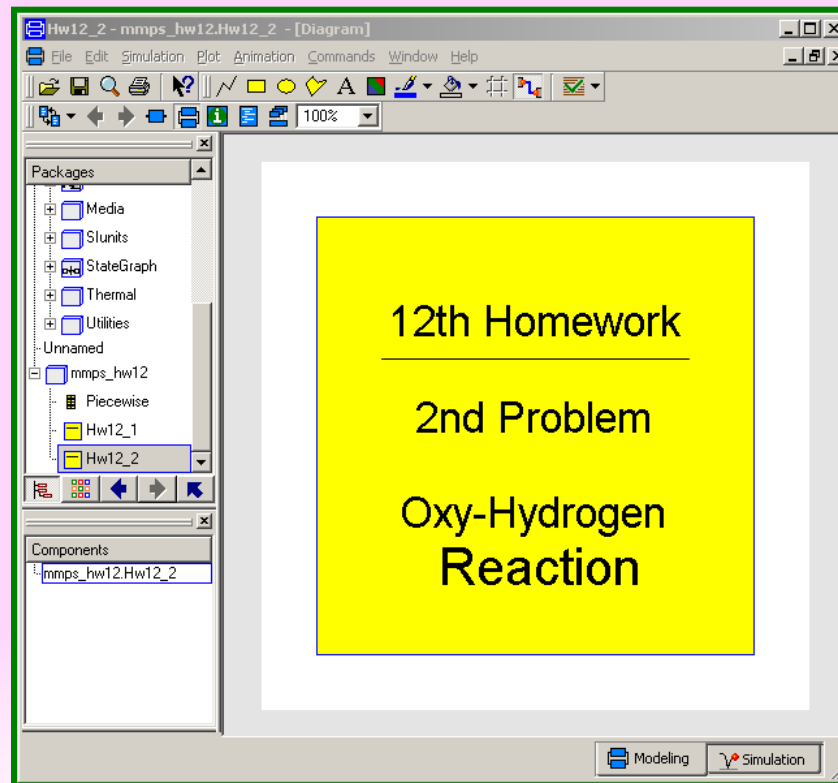 Hw12_2 - mmps_hw12.Hw12_2 - [Diagram]
File Edit Simulation Plot Animation Commands Window Help
A
100%
Packages
Media
SIunits
StateGraph
Thermal
Utilities
Unnamed
mmps_hw12
Piecewise
Hw12_1
Hw12_2
Components
mmps_hw12.Hw12_2
12th Homework
2nd Problem
Oxy-Hydrogen
Reaction
Modeling
Simulation